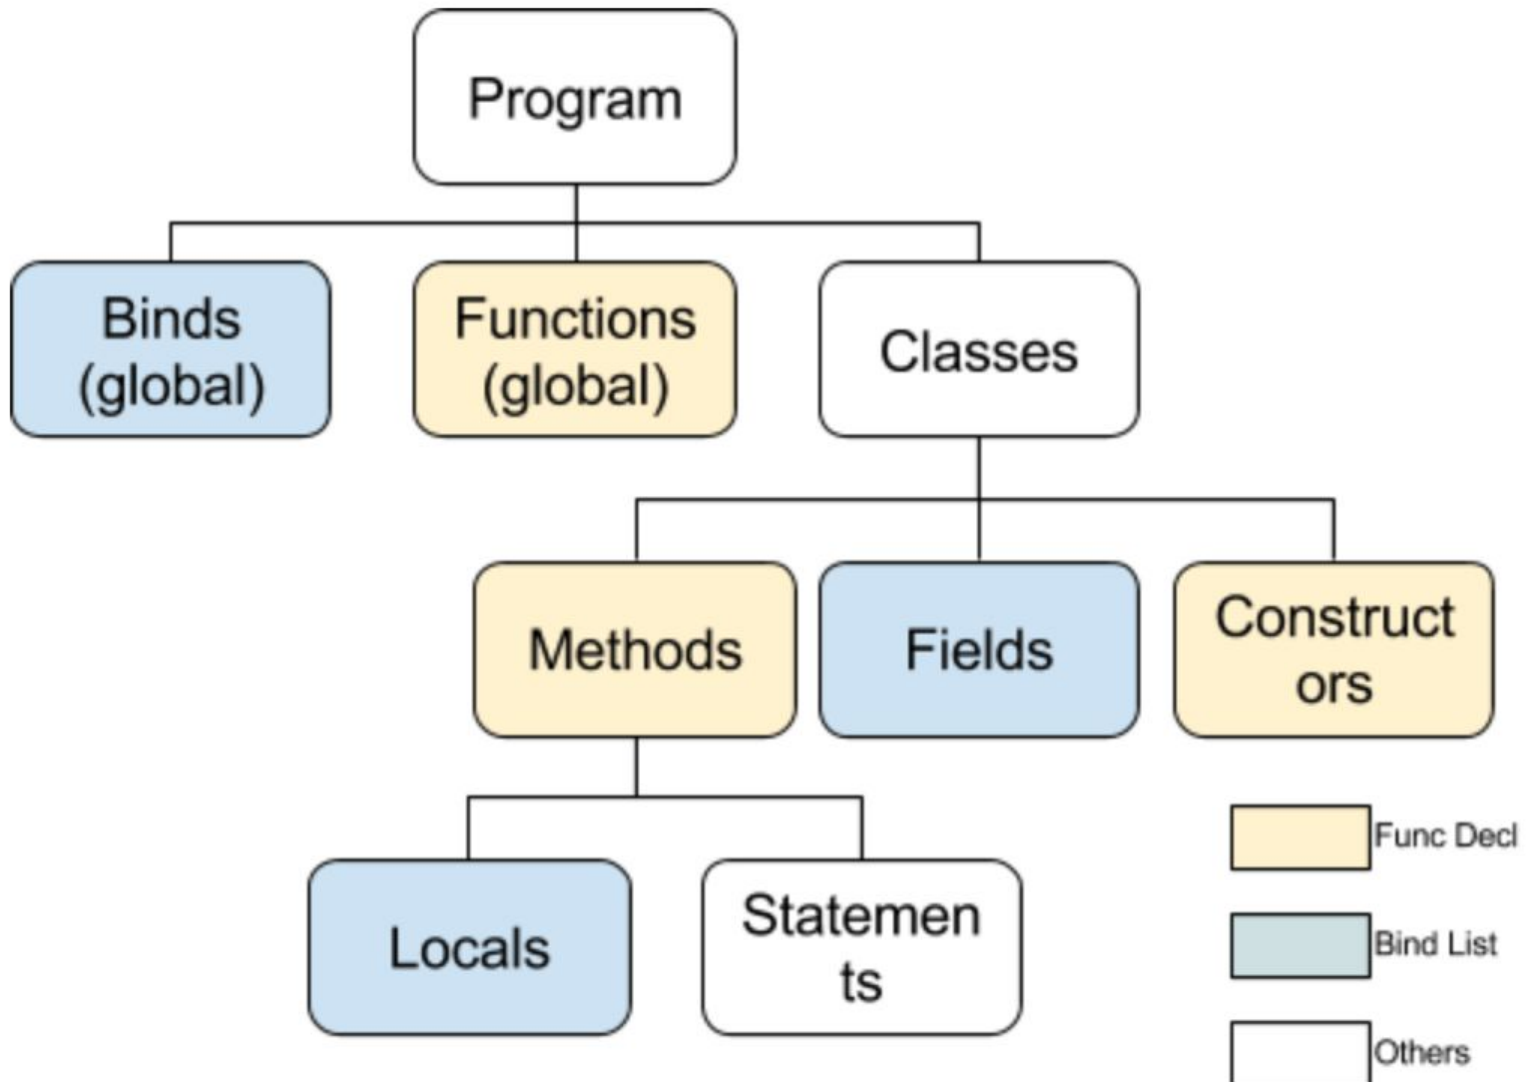 Program
Binds
(global)
Functions
(global)
Classes
Methods
Fields
Construct
ors
Locals
Statemen
ts
Func Decl
Bind List
Others